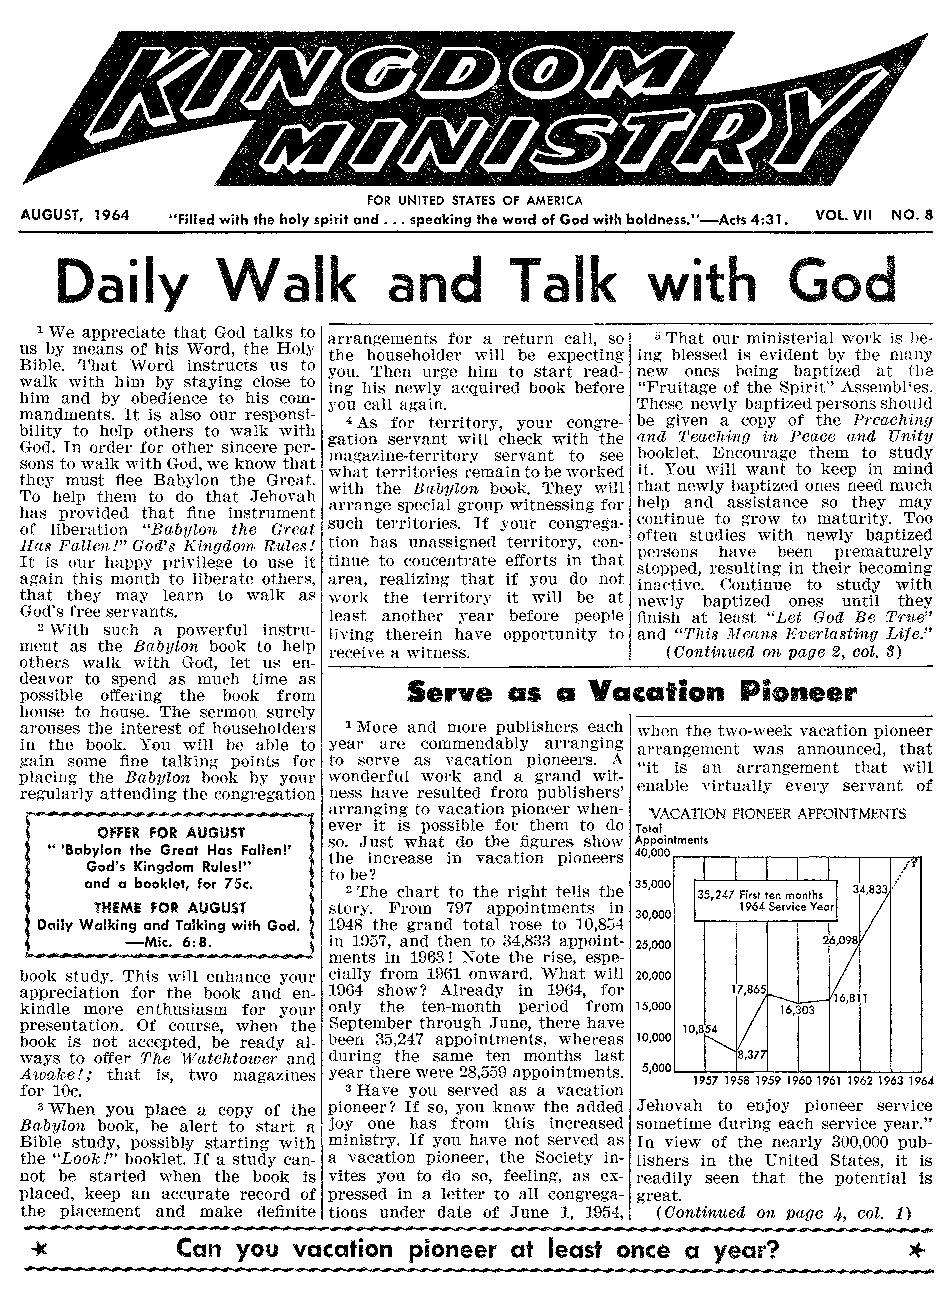 KINGDOM
MINISTRY
FOR UNITED STATES OF AMERICA
AUGUST, 1964
"Filled with the holy spirit and . . . speaking the word of God with boldness."—Acts 4:31.
VOL. VII NO. 8
Daily Walk and Talk with God
1 We appreciate that God talks to
us by means of his Word, the Holy
Bible. That Word instructs us to
walk with him by staying close to
him and by obedience to his com-
mandments. It is also our responsi-
bility to help others to walk with
God. In order for other sincere per-
sons to walk with God, we know that
they must flee Babylon the Great.
To help them to do that Jehovah
has provided that fine instrument
of liberation "Babylon the Great
Has Fallen!" God's Kingdom Rules!
It is our happy privilege to use it
again this month to liberate others,
that they may learn to walk as
God's free servants.
2 With such a powerful instru-
ment as the Babylon book to help
others walk with God, let us en-
deavor to spend as much time as
possible offering the book from
house to house. The sermon surely
arouses the interest of householders
in the book. You will be able to
gain some fine talking points for
placing the Babylon book by your
regularly attending the congregation
OFFER FOR AUGUST
" 'Babylon the Great Has Fallen!'
God's Kingdom Rules!"
and a booklet, for 75c.
THEME FOR AUGUST
Daily Walking and Talking with God.
—Mic. 6:8.
book study. This will enhance your
appreciation for the book and en-
kindle more enthusiasm for your
presentation. Of course, when the
book is not accepted, be ready al-
ways to offer The Watchtower and
Awake!; that is, two magazines
for 10c.
3 When you place a copy of the
Babylon book, be alert to start a
Bible study, possibly starting with
the "Look!" booklet. If a study can-
not be started when the book is
placed, keep an accurate record of
the placement and make definite
arrangements for a return call, so
the householder will be expecting
you. Then urge him to start read-
ing his newly acquired book before
you call again.
4 As for territory, your congre-
gation servant will check with the
magazine-territory servant to see
what territories remain to be worked
with the Babylon book. They will
arrange special group witnessing for
such territories. If your congrega-
tion has unassigned territory, con-
tinue to concentrate efforts in that
area, realizing that if you do not
work the territory it will be at
least another year before people
living therein have opportunity to
receive a witness.
5 That our ministerial work is be-
ing blessed is evident by the many
new ones being baptized at the
"Fruitage of the Spirit" Assemblies.
These newly baptized persons should
be given a copy of the Preaching
and Teaching in Peace and Unity
booklet. Encourage them to study
it. You will want to keep in mind
that newly baptized ones need much
help and assistance so they may
continue to grow to maturity. Too
often studies with newly baptized
persons have been prematurely
stopped, resulting in their becoming
inactive. Continue to study with
newly baptized ones until they
finish at least "Let God Be True"
and "This Means Everlasting Life."
(Continued on page 2, col. 3)
Serve as a Vacation Pioneer
1 More and more publishers each
year are commendably arranging
to serve as vacation pioneers. A
wonderful work and a grand wit-
ness have resulted from publishers'
arranging to vacation pioneer when-
ever it is possible for them to do
so. Just what do the figures show
the increase in vacation pioneers
to be?
2 The chart to the right tells the
story. From 797 appointments in
1948 the grand total rose to 10,854
in 1957, and then to 34,833 appoint-
ments in 1963! Note the rise, espe-
cially from 1961 onward. What will
1964 show? Already in 1964, for
only the ten-month period from
September through June, there have
been 35,247 appointments, whereas
during the same ten months last
year there were 28,559 appointments.
3 Have you served as a vacation
pioneer? If so, you know the added
joy one has from this increased
ministry. If you have not served as
a vacation pioneer, the Society in-
vites you to do so, feeling, as ex-
pressed in a letter to all congrega-
tions under date of June 1, 1954,
when the two-week vacation pioneer
arrangement was announced, that
"it is an arrangement that will
enable virtually every servant of
VACATION PIONEER APPOINTMENTS
Total
Appointments
40,000
35,000
30,000
25,000
20,000
15,000
10,000
5,000
35,247 First ten months
1964 Service Year
10,854
8,377
17,865
16,303
16,811
26,098
34,833
?
1957 1958 1959 1960 1961 1962 1963 1964
Jehovah to enjoy pioneer service
sometime during each service year."
In view of the nearly 300,000 pub-
lishers in the United States, it is
readily seen that the potential is
great.
(Continued on page 4, col. 1)
Can you vacation pioneer at least once a year?